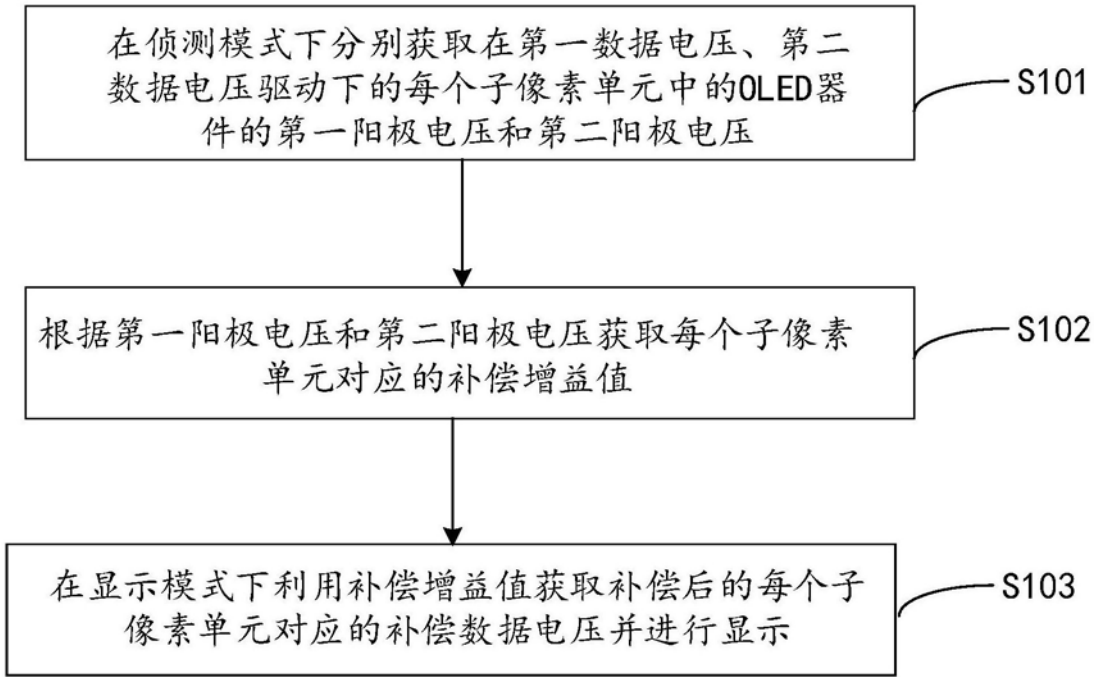 在侦测模式下分别获取在第一数据电压、第二
数据电压驱动下的每个子像素单元中的OLED器
件的第一阳极电压和第二阳极电压
S101
根据第一阳极电压和第二阳极电压获取每个子像素
单元对应的补偿增益值
S102
在显示模式下利用补偿增益值获取补偿后的每个子
像素单元对应的补偿数据电压并进行显示
S103